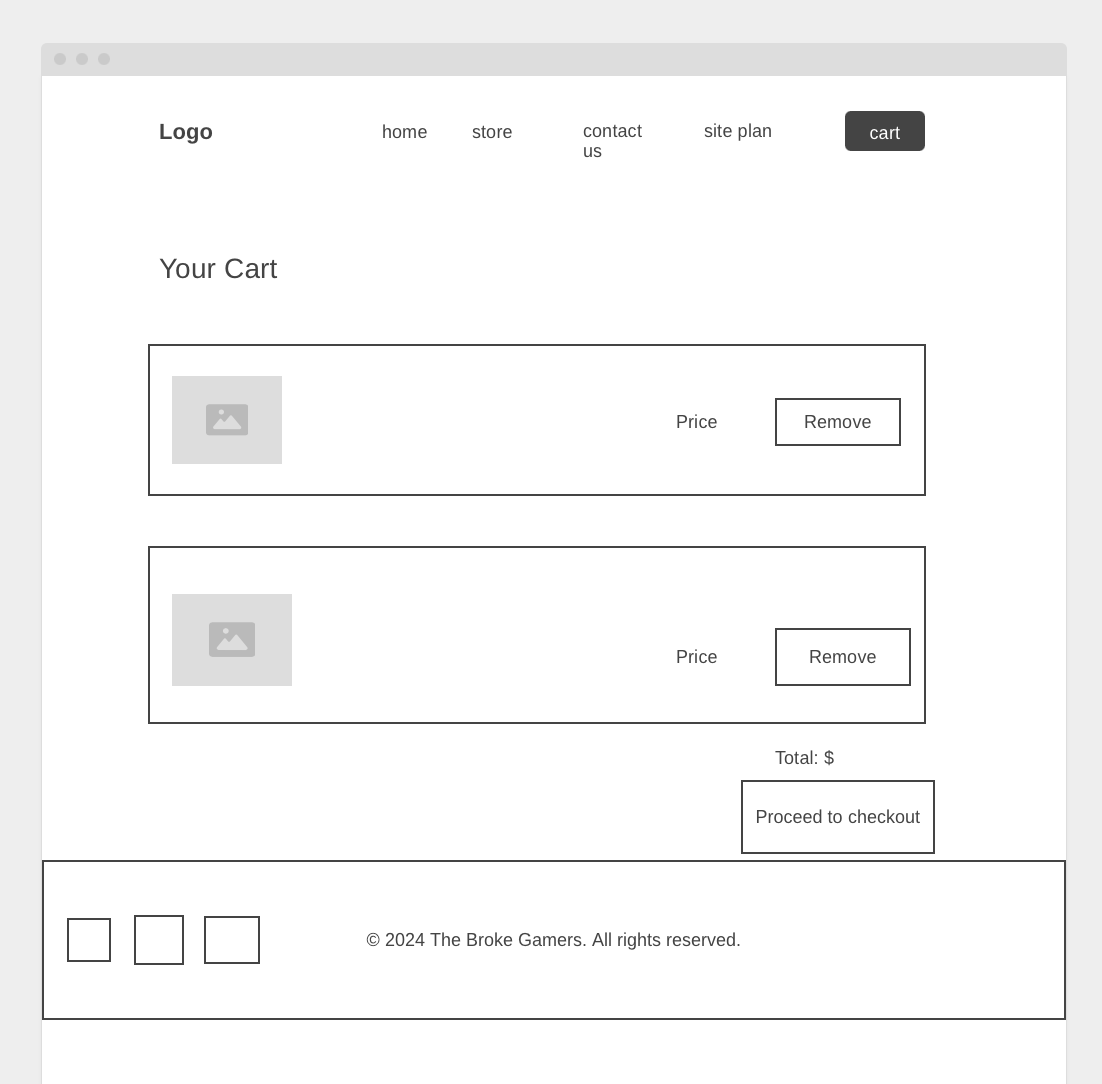 Logo
home
store
contact
us
site plan
cart
Your Cart
Price
Remove
Price
Remove
Total: $
Proceed to checkout
© 2024 The Broke Gamers. All rights reserved.